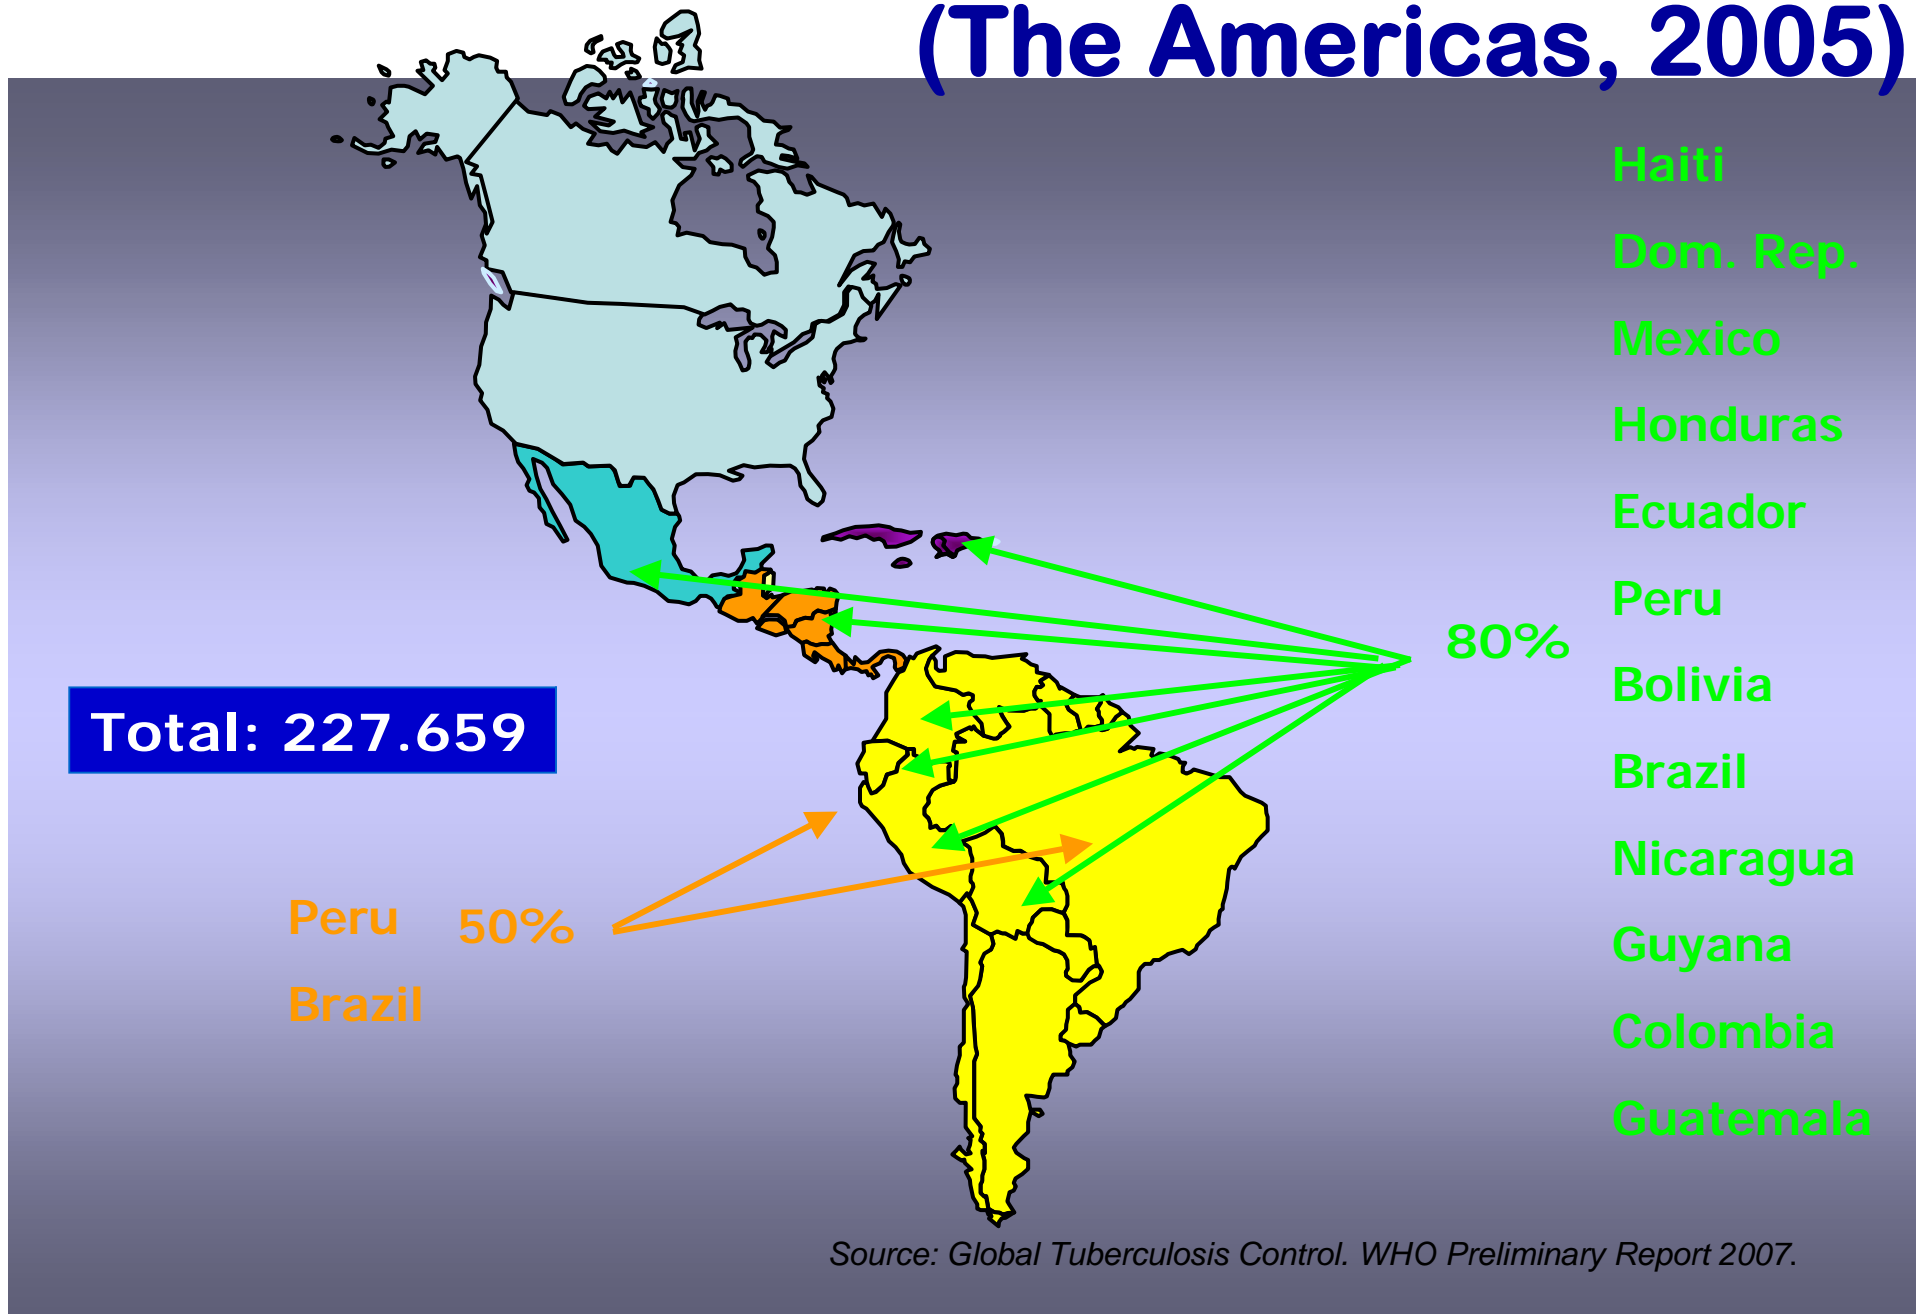 (The Americas, 2005)
Haiti
Dom. Rep.
Mexico
Honduras
Ecuador
Peru
80%
Bolivia
Total: 227.659
Brazil
Nicaragua
Peru 50%
Guyana
Brazil
Colombia
Guatemala
Source: Global Tuberculosis Control. WHO Preliminary Report 2007.